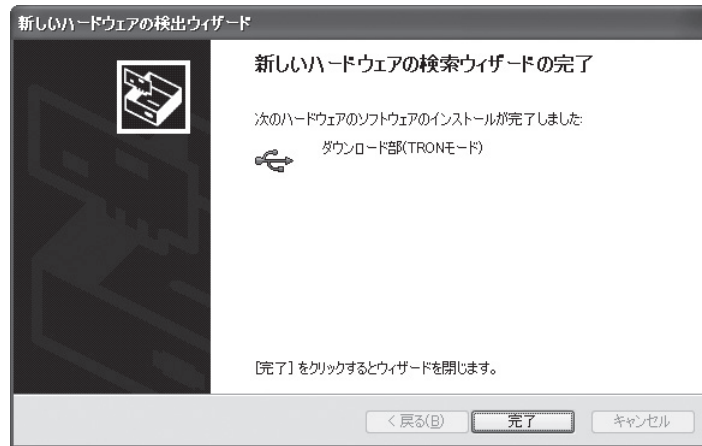 新しいハードウェアの検出ウィザード
新しいハードウェアの検索ウィザードの完了
次のハードウェアのソフトウェアのインストールが完了しました:
ダウンロード部(TRONモード)
[完了] をクリックするとウィザードを閉じます。
< 戻る(B)
完了
キャンセル